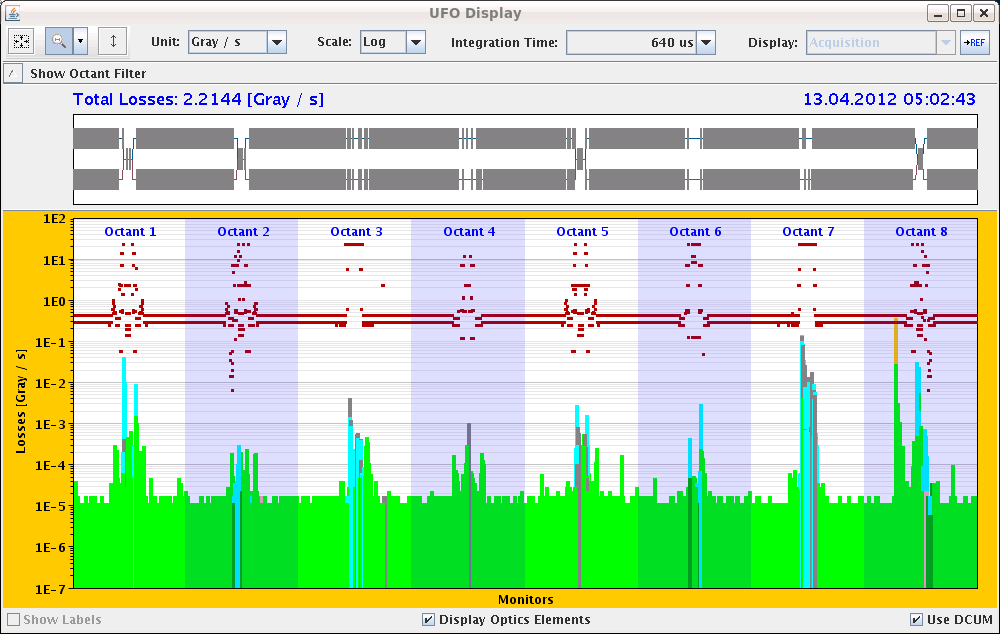 UFO Display
Unit: Gray / s Scale: Log Integration Time: 640 us Display: Acquisition →REF
Show Octant Filter
Total Losses: 2.2144 [Gray / s] 13.04.2012 05:02:43
Octant 1 Octant 2 Octant 3 Octant 4 Octant 5 Octant 6 Octant 7 Octant 8
1E2
1E1
1E0
1E-1
1E-2
1E-3
1E-4
1E-5
1E-6
1E-7
Losses [Gray / s]
Monitors
Show Labels Display Optics Elements Use DCUM